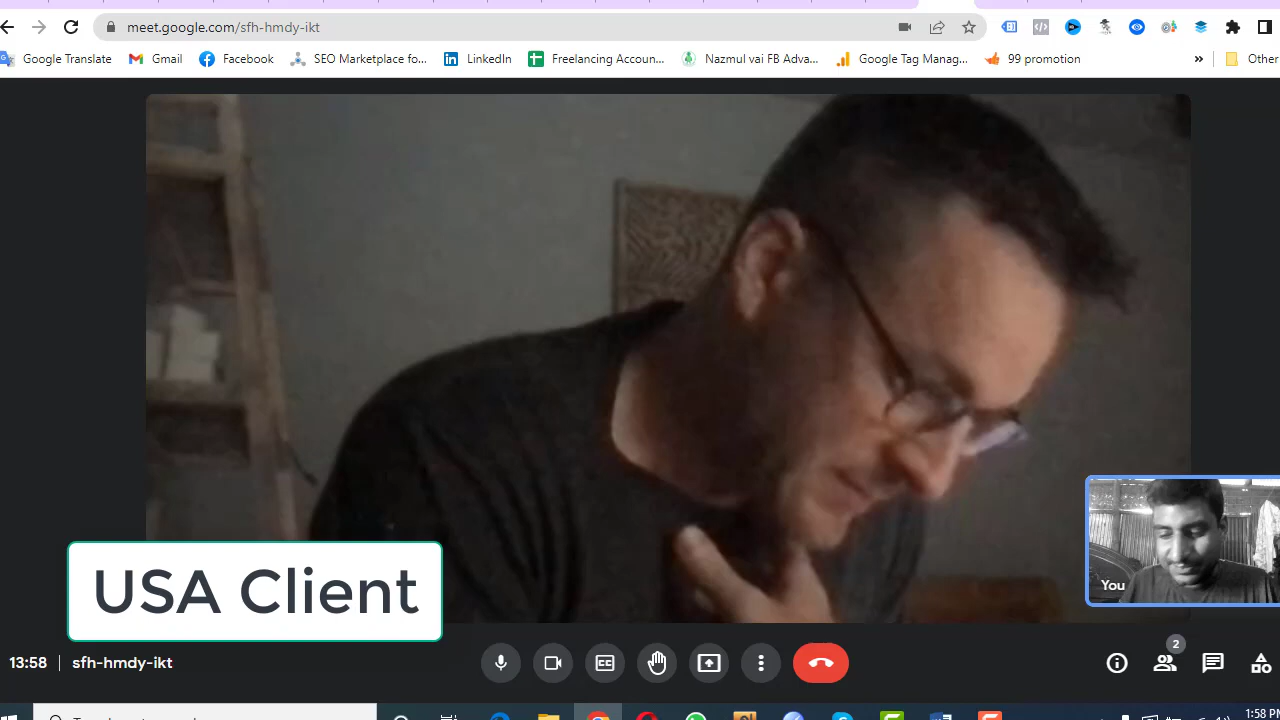 meet.google.com/sfh-hmdy-ikt
Google Translate
Gmail
Facebook
SEO Marketplace fo...
LinkedIn
Freelancing Accoun...
Nazmul vai FB Adva...
Google Tag Manag...
99 promotion
»
Other
You
USA Client
2
13:58
sfh-hmdy-ikt
1:58 PM